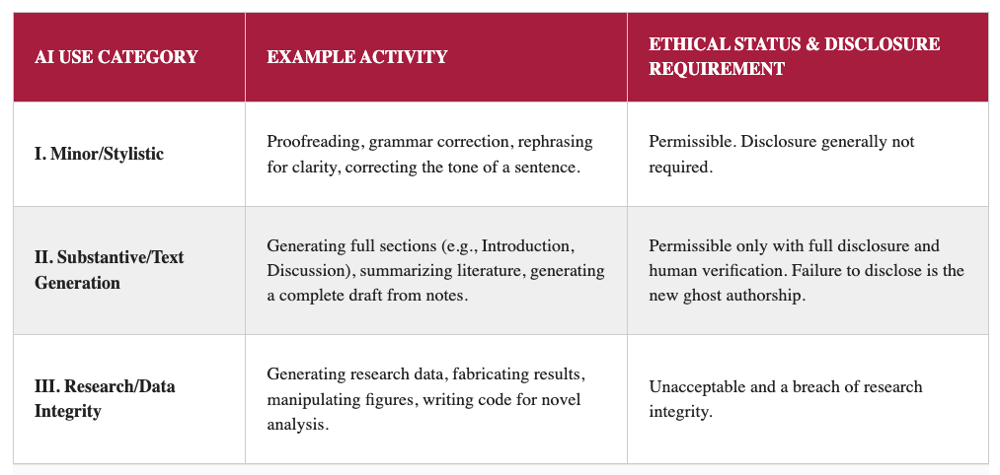 AI USE CATEGORY
EXAMPLE ACTIVITY
ETHICAL STATUS & DISCLOSURE
REQUIREMENT
I. Minor/Stylistic
Proofreading, grammar correction, rephrasing
for clarity, correcting the tone of a sentence.
Permissible. Disclosure generally not
required.
II. Substantive/Text
Generation
Generating full sections (e.g., Introduction,
Discussion), summarizing literature, generating
a complete draft from notes.
Permissible only with full disclosure and
human verification. Failure to disclose is the
new ghost authorship.
III. Research/Data
Integrity
Generating research data, fabricating results,
manipulating figures, writing code for novel
analysis.
Unacceptable and a breach of research
integrity.